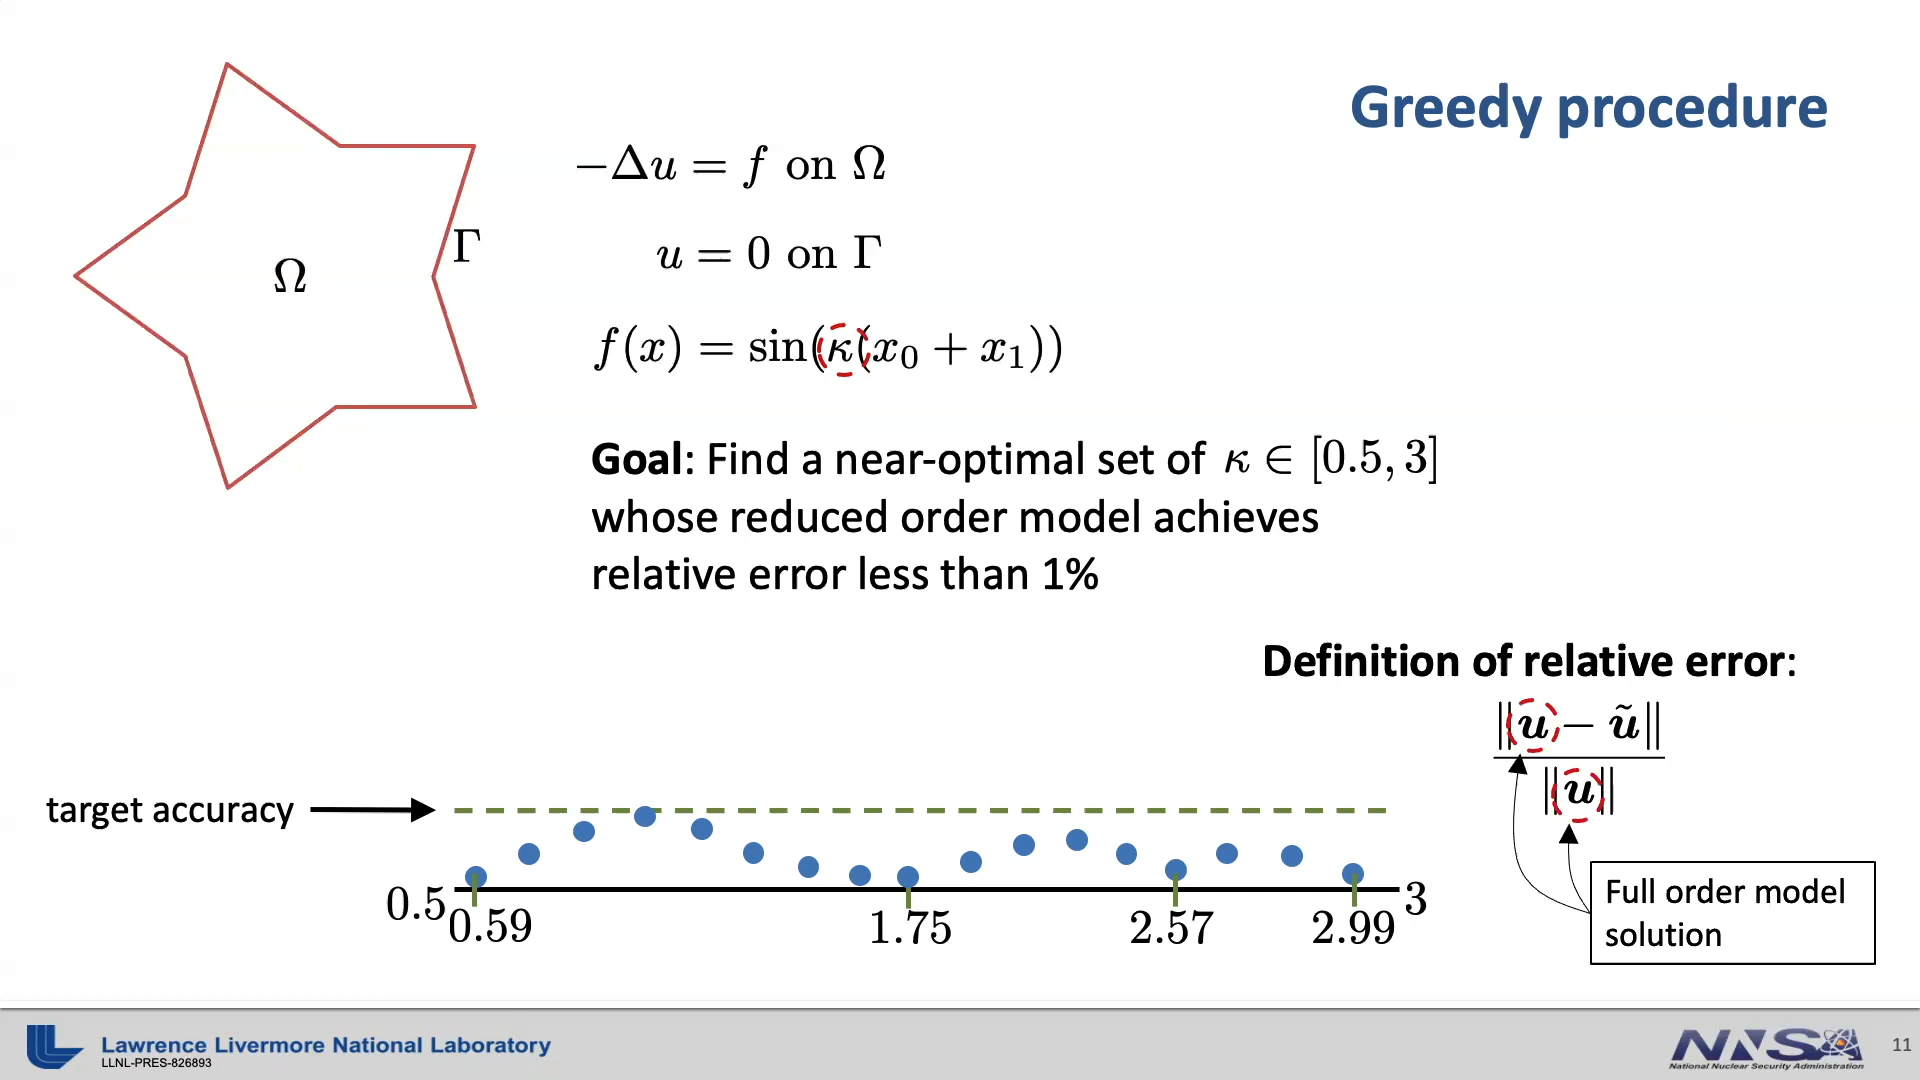 Greedy procedure
−Δu = f on Ω
u = 0 on Γ
f(x) = sin(κ(x₀ + x₁))
Ω
Γ
Goal: Find a near-optimal set of κ ∈ [0.5, 3]
whose reduced order model achieves
relative error less than 1%
Definition of relative error:
‖u − ũ‖
‖u‖
Full order model
solution
target accuracy
0.5
3
0.59
1.75
2.57
2.99
Lawrence Livermore National Laboratory
LLNL-PRES-826893
NNSA
National Nuclear Security Administration
11